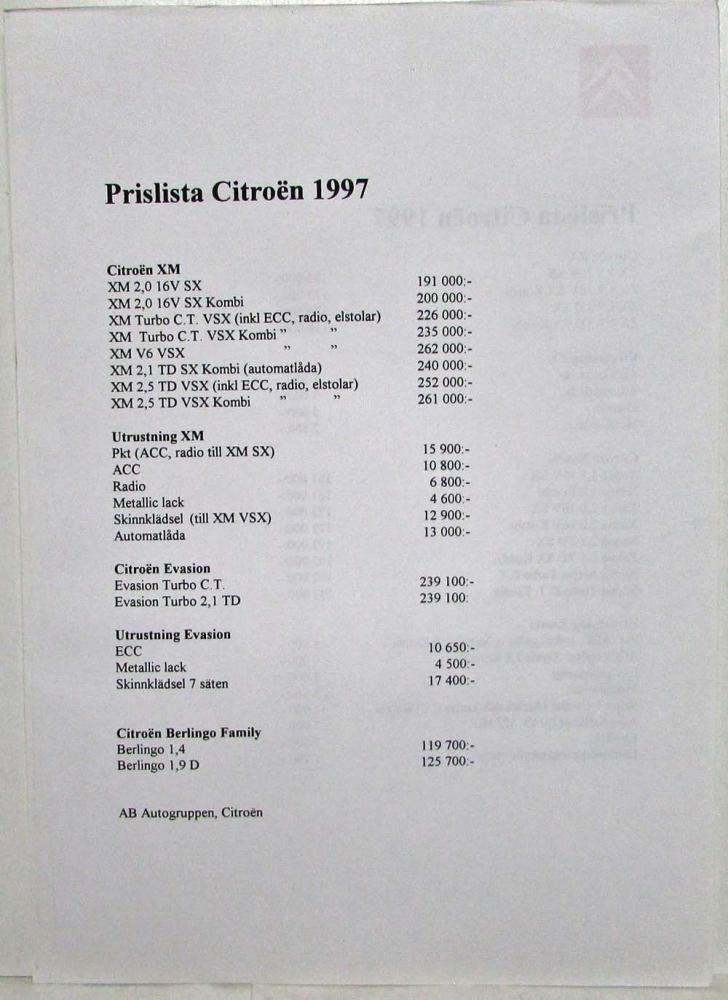 Prislista Citroën 1997
Citroën XM
XM 2,0 16V SX 191 000:-
XM 2,0 16V SX Kombi 200 000:-
XM Turbo C.T. VSX (inkl ECC, radio, elstolar) 226 000:-
XM Turbo C.T. VSX Kombi ” ” 235 000:-
XM V6 VSX ” ” 262 000:-
XM 2,1 TD SX Kombi (automatlåda) 240 000:-
XM 2,5 TD VSX (inkl ECC, radio, elstolar) 252 000:-
XM 2,5 TD VSX Kombi ” ” 261 000:-
Utrustning XM
Pkt (ACC, radio till XM SX) 15 900:-
ACC 10 800:-
Radio 6 800:-
Metallic lack 4 600:-
Skinnklädsel (till XM VSX) 12 900:-
Automatlåda 13 000:-
Citroën Evasion
Evasion Turbo C.T. 239 100:-
Evasion Turbo 2,1 TD 239 100:
Utrustning Evasion
ECC 10 650:-
Metallic lack 4 500:-
Skinnklädsel 7 säten 17 400:-
Citroën Berlingo Family
Berlingo 1,4 119 700:-
Berlingo 1,9 D 125 700:-
AB Autogruppen, Citroën